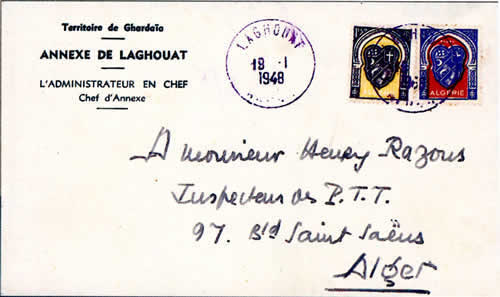 Territoire de Ghardaïa
ANNEXE DE LAGHOUAT
L'ADMINISTRATEUR EN CHEF
Chef d'Annexe
LAGHOUAT
19 -1
1948
ALGERIE
A Monsieur Henry Razous
Inspecteur des P.T.T.
97. Bld Saint Saëns
Alger